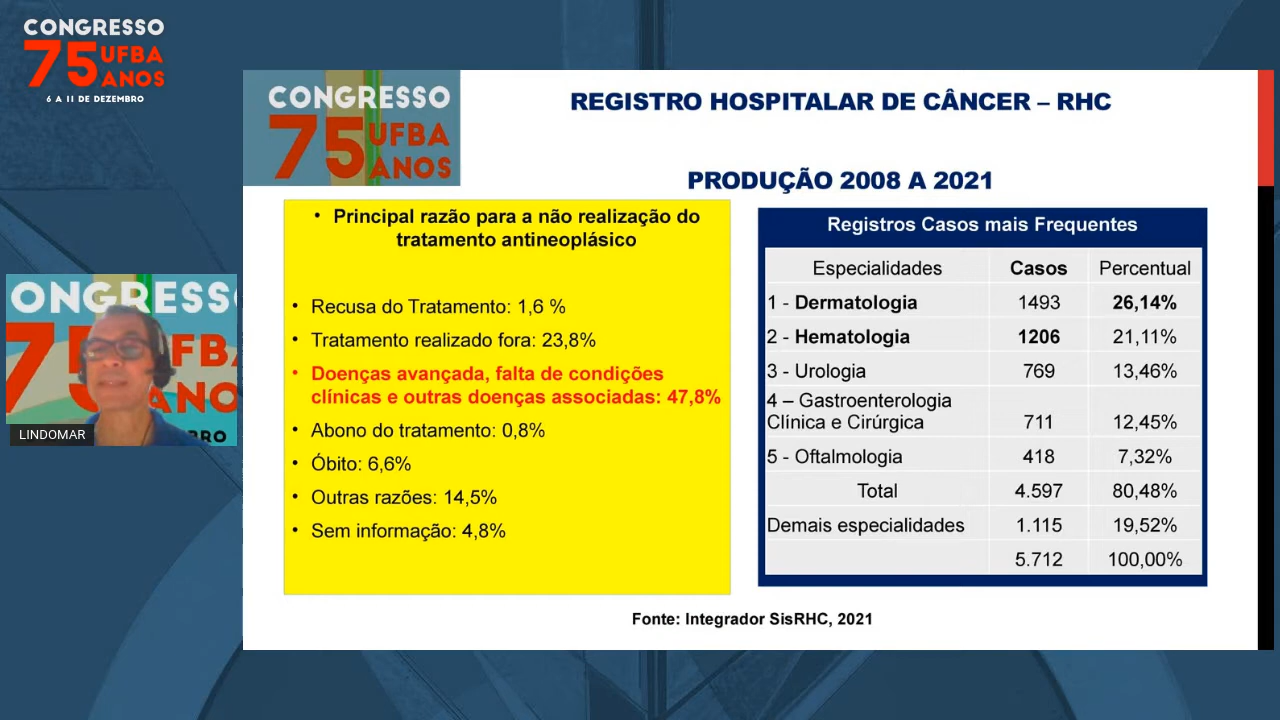 CONGRESSO
75 UFBA
ANOS
6 A 11 DE DEZEMBRO
CONGRESSO
75 UFBA
ANOS
REGISTRO HOSPITALAR DE CÂNCER – RHC
PRODUÇÃO 2008 A 2021
• Principal razão para a não realização do
tratamento antineoplásico
• Recusa do Tratamento: 1,6 %
• Tratamento realizado fora: 23,8%
• Doenças avançada, falta de condições
clínicas e outras doenças associadas: 47,8%
• Abono do tratamento: 0,8%
• Óbito: 6,6%
• Outras razões: 14,5%
• Sem informação: 4,8%
Registros Casos mais Frequentes
Especialidades Casos Percentual
1 - Dermatologia 1493 26,14%
2 - Hematologia 1206 21,11%
3 - Urologia 769 13,46%
4 – Gastroenterologia
Clínica e Cirúrgica 711 12,45%
5 - Oftalmologia 418 7,32%
Total 4.597 80,48%
Demais especialidades 1.115 19,52%
5.712 100,00%
Fonte: Integrador SisRHC, 2021
ONGRESS
7 FBA
ANO
RO
LINDOMAR